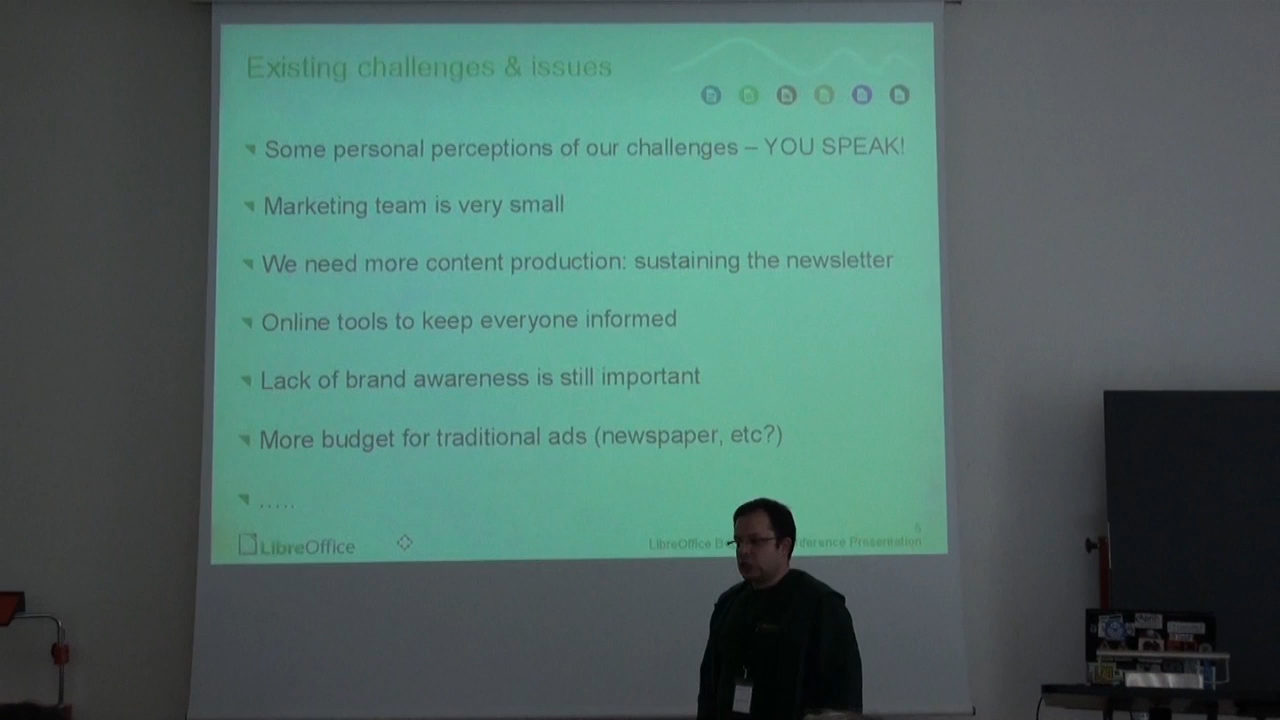 Existing challenges & issues
Some personal perceptions of our challenges – YOU SPEAK!
Marketing team is very small
We need more content production: sustaining the newsletter
Online tools to keep everyone informed
Lack of brand awareness is still important
More budget for traditional ads (newspaper, etc?)
.....
LibreOffice
LibreOffice Presentation